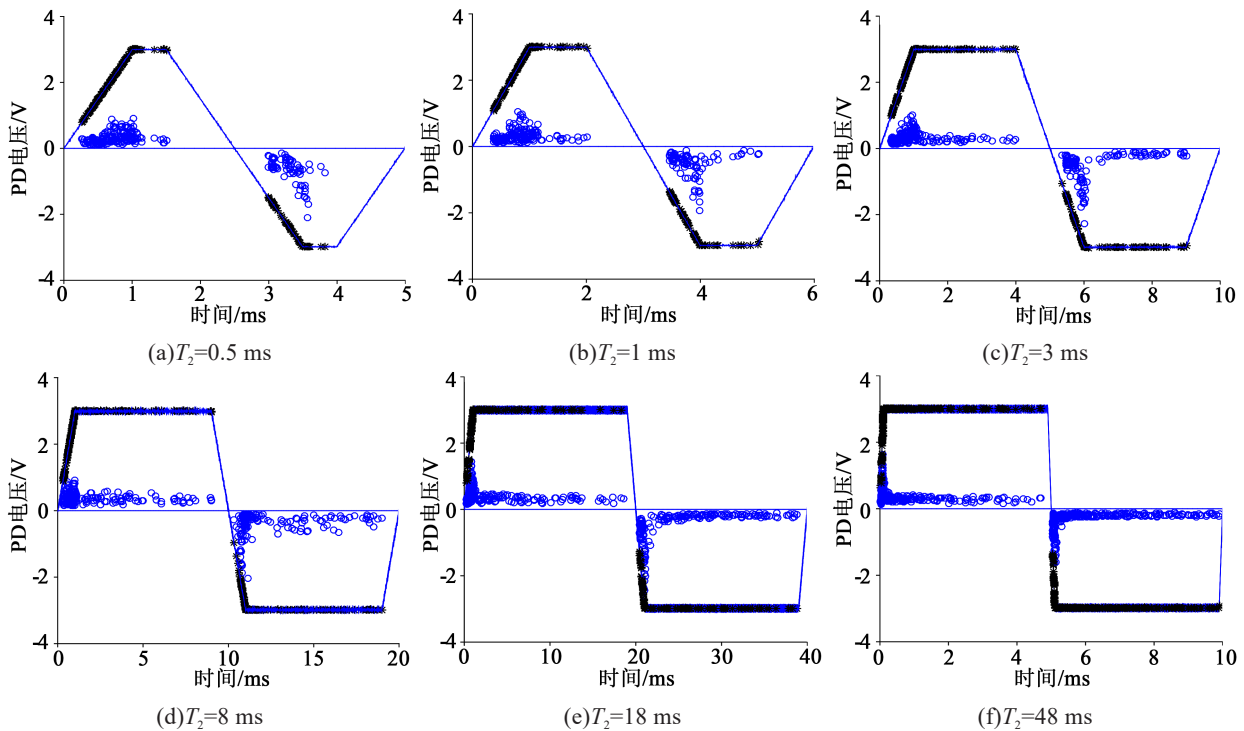 4
2
0
-2
-4
PD电压/V
0 1 2 3 4 5
时间/ms
(a)T₂=0.5 ms
4
2
0
-2
-4
PD电压/V
0 2 4 6
时间/ms
(b)T₂=1 ms
4
2
0
-2
-4
PD电压/V
0 2 4 6 8 10
时间/ms
(c)T₂=3 ms
4
2
0
-2
-4
PD电压/V
0 5 10 15 20
时间/ms
(d)T₂=8 ms
4
2
0
-2
-4
PD电压/V
0 10 20 30 40
时间/ms
(e)T₂=18 ms
4
2
0
-2
-4
PD电压/V
0 2 4 6 8 10
时间/ms
(f)T₂=48 ms